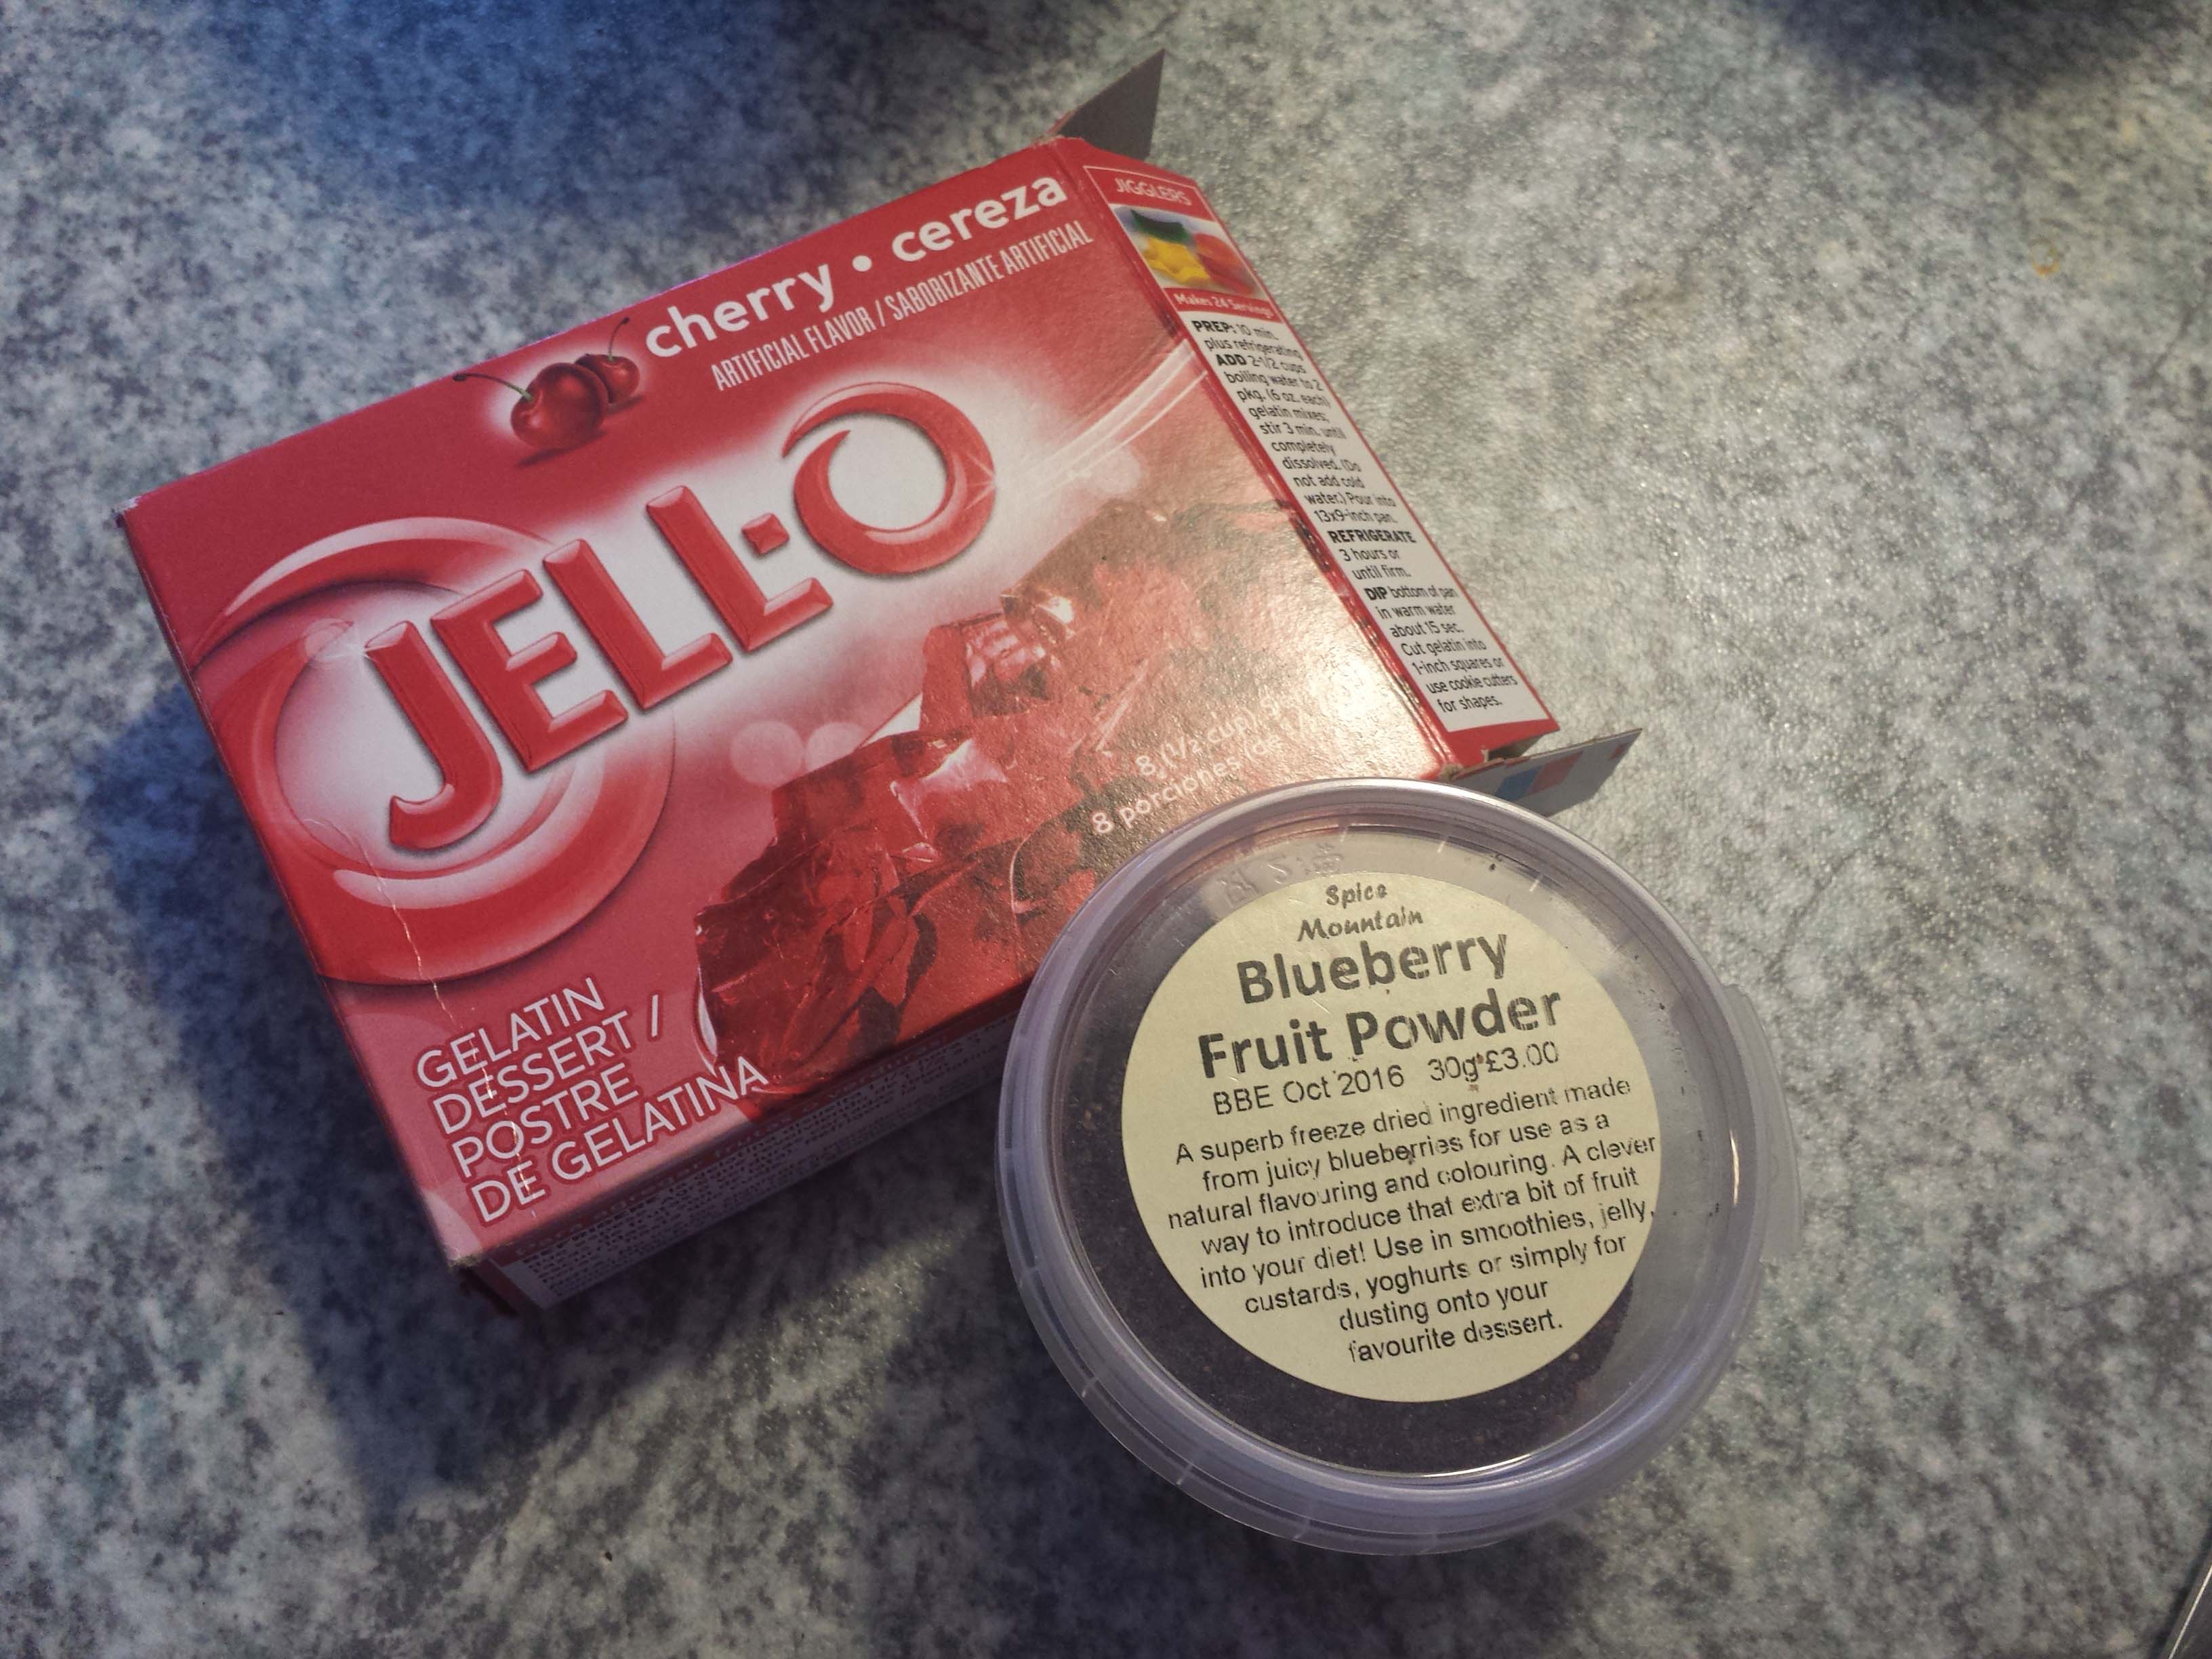 cherry • cereza
ARTIFICIAL FLAVOR / SABORIZANTE ARTIFICIAL
JELL-O
8 (1/2 cup)
8 porciones
GELATIN
DESSERT /
POSTRE
DE GELATINA
JIGGLERS
Makes 24 Servings!
PREP: 10 min.
plus refrigerating
ADD 2-1/2 cups
boiling water to 2
pkg. (6 oz. each)
gelatin mixes;
stir 3 min. until
completely
dissolved. (Do
not add cold
water.) Pour into
13x9-inch pan.
REFRIGERATE
3 hours or
until firm.
DIP bottom of pan
in warm water
about 15 sec.
Cut gelatin into
1-inch squares or
use cookie cutters
for shapes.
Spice
Mountain
Blueberry
Fruit Powder
BBE Oct 2016 30g £3.00
A superb freeze dried ingredient made
from juicy blueberries for use as a
natural flavouring and colouring. A clever
way to introduce that extra bit of fruit
into your diet! Use in smoothies, jelly,
custards, yoghurts or simply for
dusting onto your
favourite dessert.